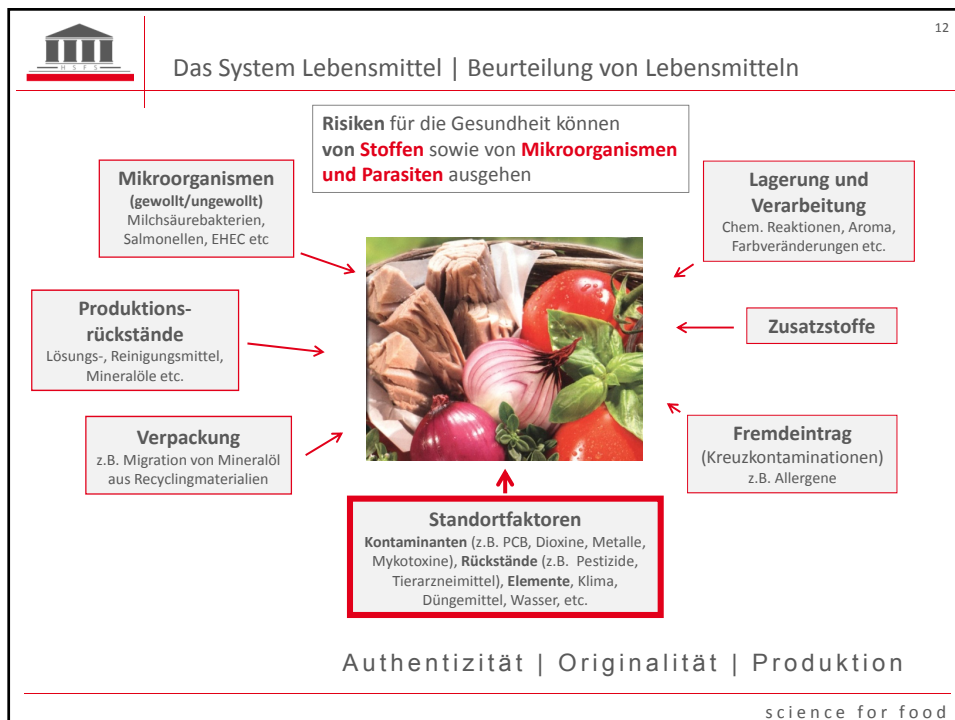 12
HSFS
Das System Lebensmittel | Beurteilung von Lebensmitteln
Risiken für die Gesundheit können
von Stoffen sowie von Mikroorganismen
und Parasiten ausgehen
Mikroorganismen
(gewollt/ungewollt)
Milchsäurebakterien,
Salmonellen, EHEC etc
Lagerung und
Verarbeitung
Chem. Reaktionen, Aroma,
Farbveränderungen etc.
Produktions-
rückstände
Lösungs-, Reinigungsmittel,
Mineralöle etc.
Zusatzstoffe
Verpackung
z.B. Migration von Mineralöl
aus Recyclingmaterialien
Fremdeintrag
(Kreuzkontaminationen)
z.B. Allergene
Standortfaktoren
Kontaminanten (z.B. PCB, Dioxine, Metalle,
Mykotoxine), Rückstände (z.B. Pestizide,
Tierarzneimittel), Elemente, Klima,
Düngemittel, Wasser, etc.
Authentizität | Originalität | Produktion
science for food